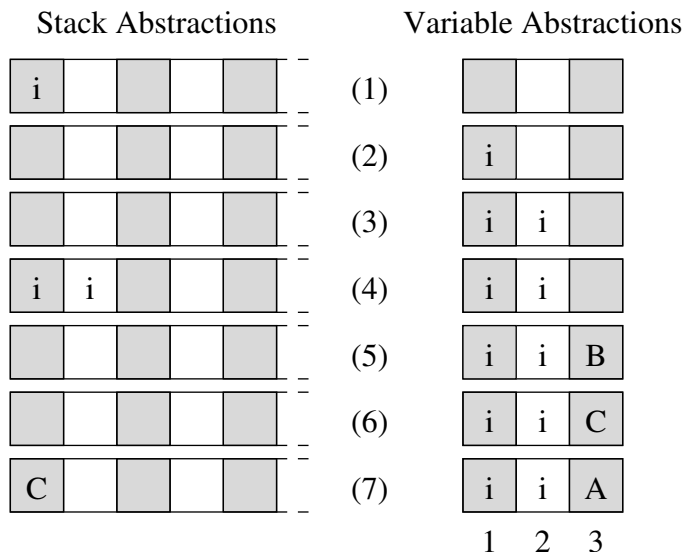 Stack Abstractions Variable Abstractions
i (1)
(2) i
(3) i i
i i (4) i i
(5) i i B
(6) i i C
C (7) i i A
1 2 3